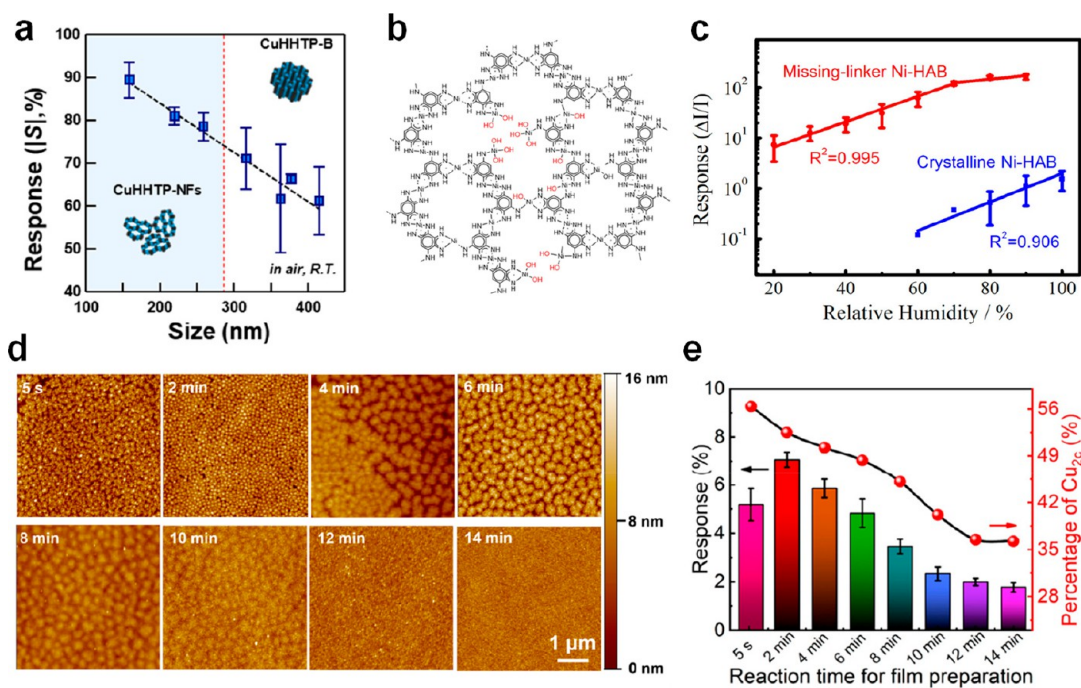 a
Response (|S|,%)
100
90
80
70
60
50
40
CuHHTP-B
CuHHTP-NFs
in air, R.T.
100
200
300
400
Size (nm)
b
c
Response (ΔI/I)
10²
10¹
10⁰
10⁻¹
Missing-linker Ni-HAB
R²=0.995
Crystalline Ni-HAB
R²=0.906
20
40
60
80
100
Relative Humidity / %
d
5 s
2 min
4 min
6 min
8 min
10 min
12 min
14 min
1 μm
16 nm
8 nm
0 nm
e
Response (%)
10
8
6
4
2
0
Percentage of Cu₂c (%)
56
49
42
35
28
5 s
2 min
4 min
6 min
8 min
10 min
12 min
14 min
Reaction time for film preparation